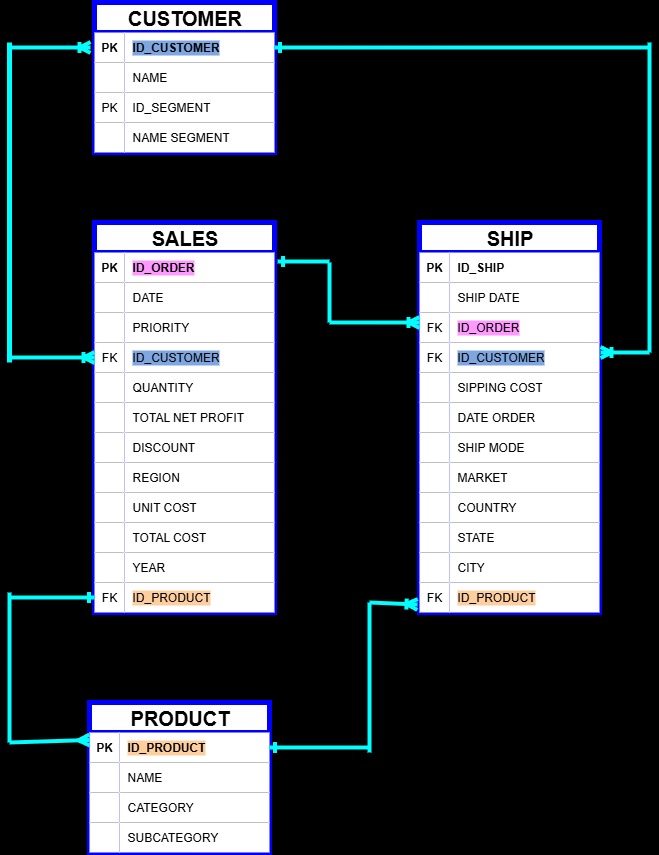 CUSTOMER
PK ID_CUSTOMER
NAME
PK ID_SEGMENT
NAME SEGMENT
SALES
PK ID_ORDER
DATE
PRIORITY
FK ID_CUSTOMER
QUANTITY
TOTAL NET PROFIT
DISCOUNT
REGION
UNIT COST
TOTAL COST
YEAR
FK ID_PRODUCT
SHIP
PK ID_SHIP
SHIP DATE
FK ID_ORDER
FK ID_CUSTOMER
SIPPING COST
DATE ORDER
SHIP MODE
MARKET
COUNTRY
STATE
CITY
FK ID_PRODUCT
PRODUCT
PK ID_PRODUCT
NAME
CATEGORY
SUBCATEGORY